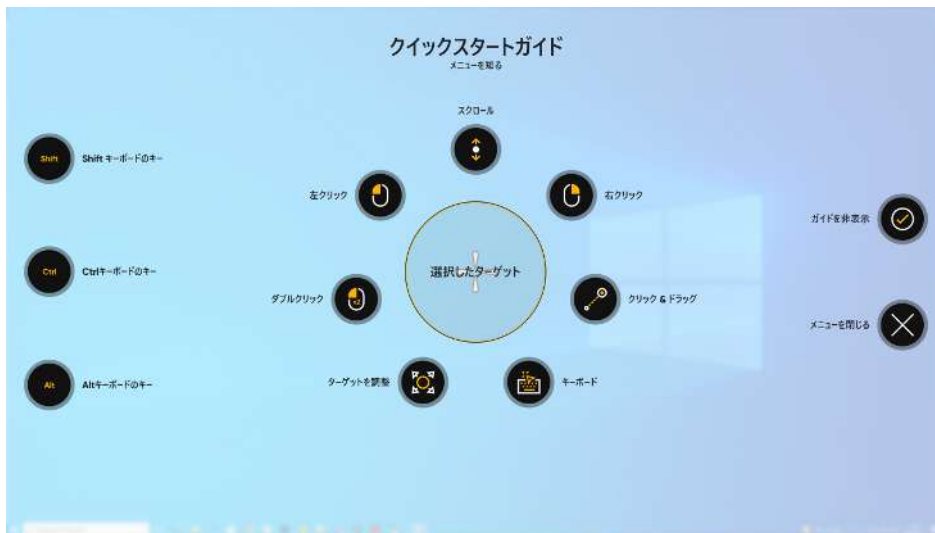 クイックスタートガイド
メニューを知る
スクロール
Shift
Shift キーボードのキー
左クリック
右クリック
ガイドを非表示
Ctrl
Ctrlキーボードのキー
選択したターゲット
ダブルクリック
x2
クリック & ドラッグ
メニューを閉じる
Alt
Altキーボードのキー
ターゲットを調整
キーボード